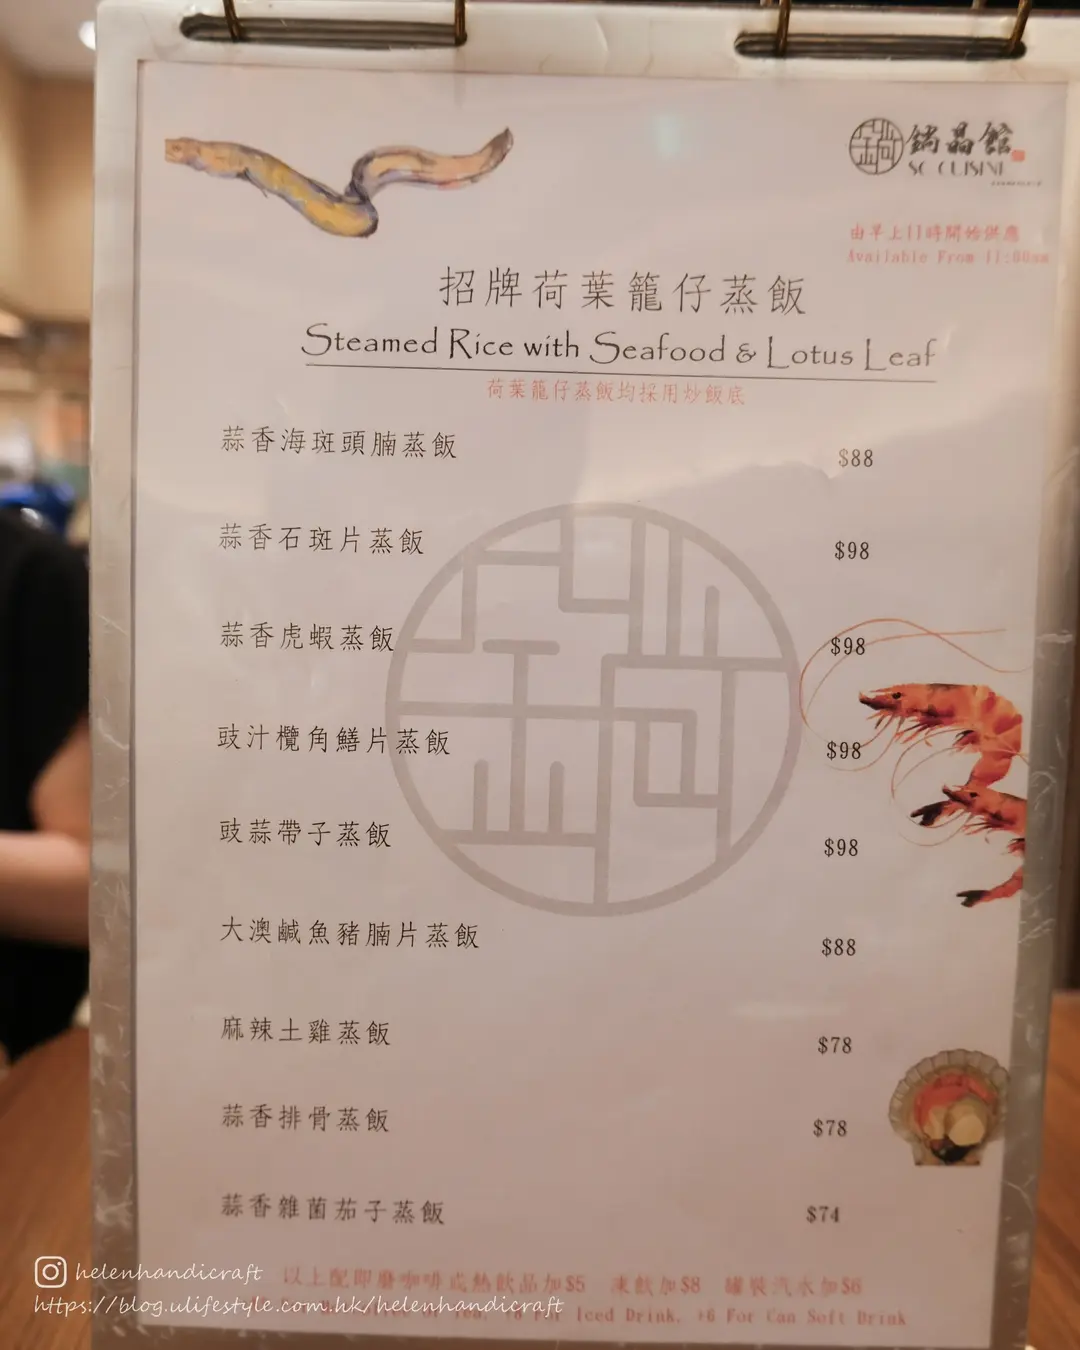 鍋晶館
SC CUISINE
由早上11時開始供應
Available From 11:00am
招牌荷葉籠仔蒸飯
Steamed Rice with Seafood & Lotus Leaf
荷葉籠仔蒸飯均採用炒飯底
蒜香海斑頭腩蒸飯 $88
蒜香石斑片蒸飯 $98
蒜香虎蝦蒸飯 $98
豉汁欖角鱔片蒸飯 $98
豉蒜帶子蒸飯 $98
大澳鹹魚豬腩片蒸飯 $88
麻辣土雞蒸飯 $78
蒜香排骨蒸飯 $78
蒜香雜菌茄子蒸飯 $74
以上配即磨咖啡或熱飲品加$5 凍飲加$8 罐裝汽水加$6
Tea, +8 For Iced Drink, +6 For Can Soft Drink
helenhandicraft
https://blog.ulifestyle.com.hk/helenhandicraft